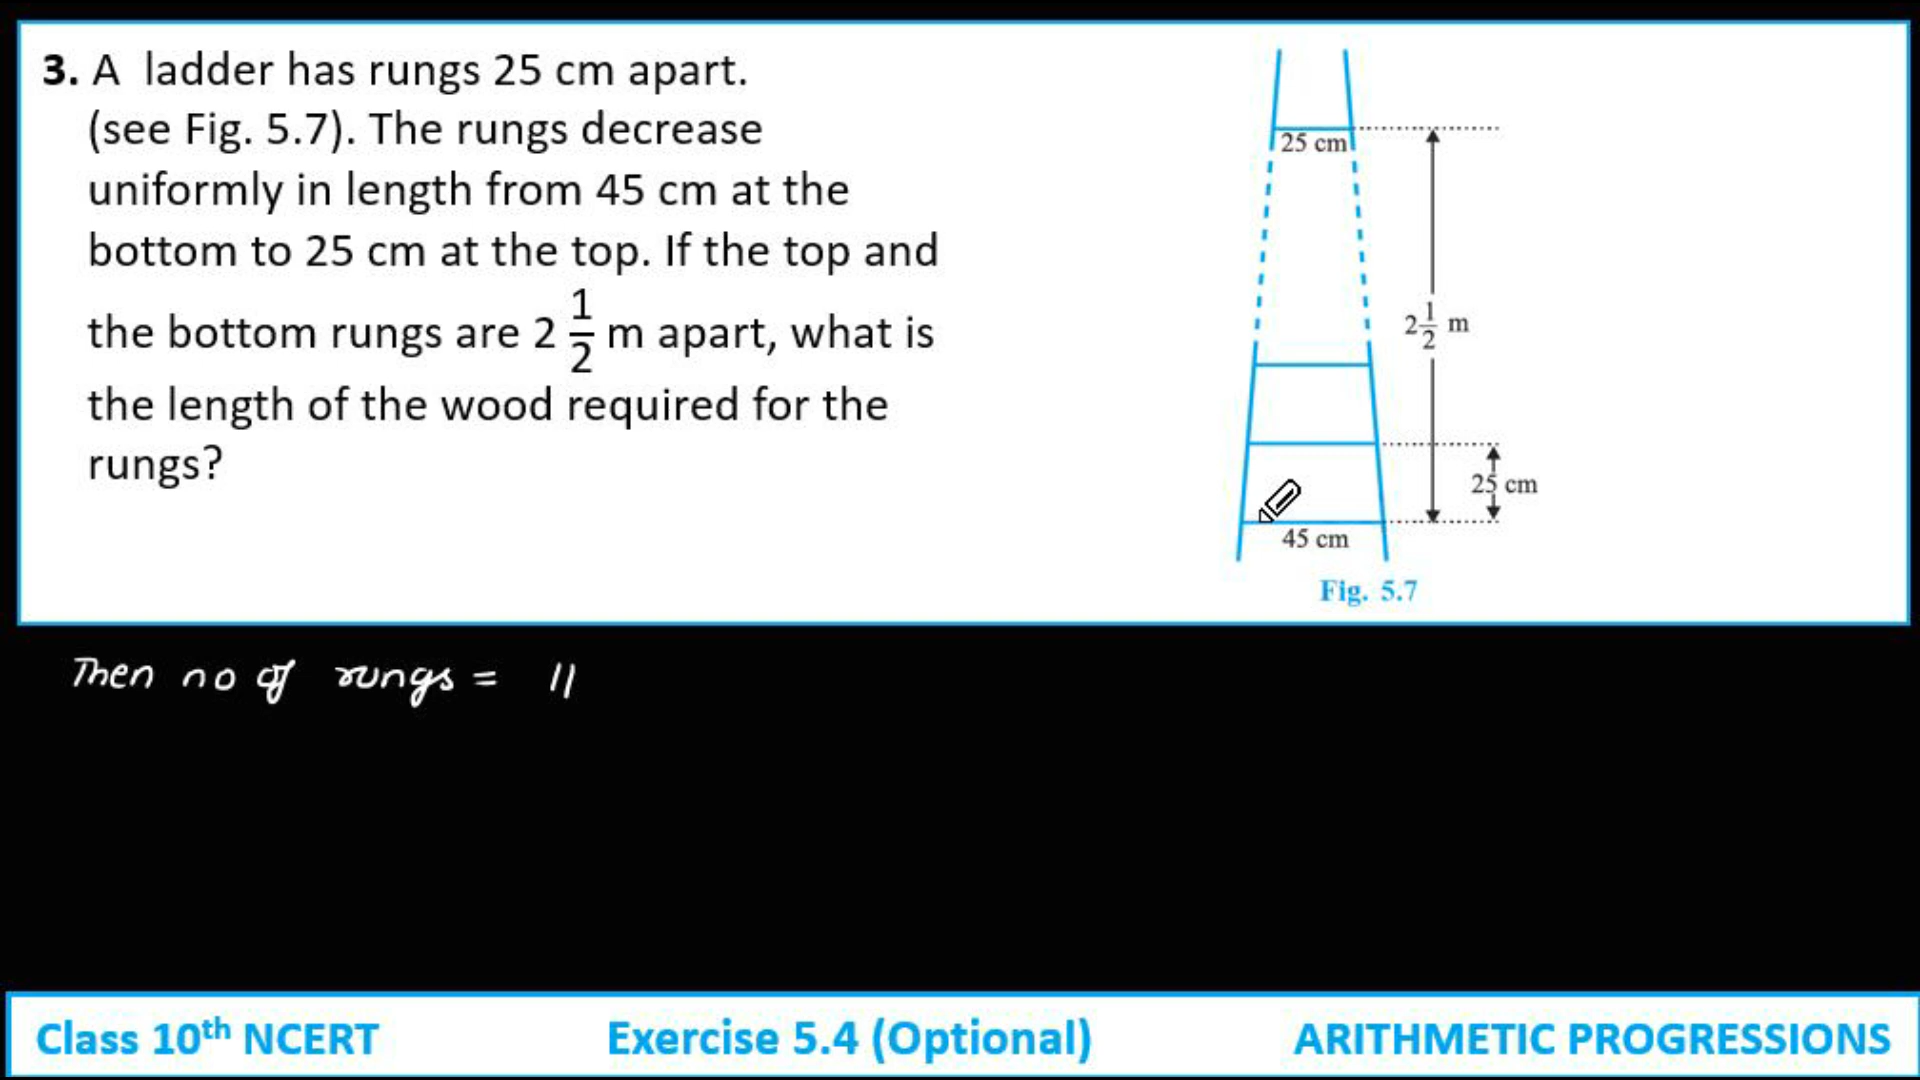 3. A ladder has rungs 25 cm apart.
(see Fig. 5.7). The rungs decrease
uniformly in length from 45 cm at the
bottom to 25 cm at the top. If the top and
the bottom rungs are 2 1/2 m apart, what is
the length of the wood required for the
rungs?
25 cm
2 1/2 m
25 cm
45 cm
Fig. 5.7
Then no of rungs = 11
Class 10th NCERT
Exercise 5.4 (Optional)
ARITHMETIC PROGRESSIONS